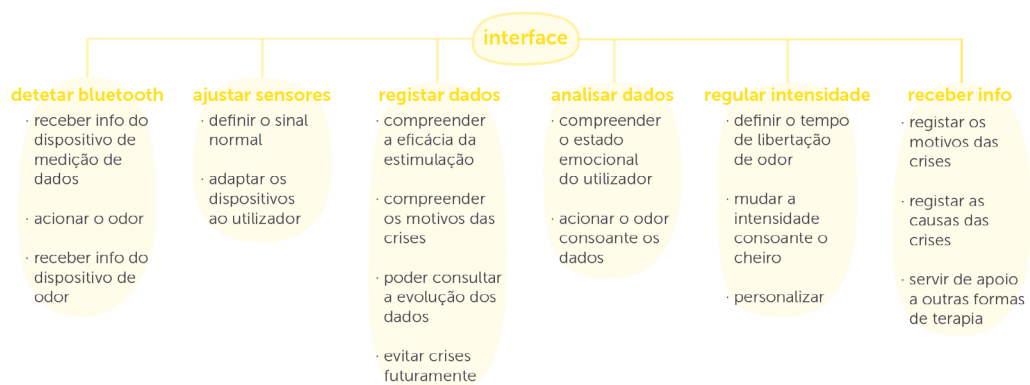 interface
detetar bluetooth
· receber info do
dispositivo de
medição de
dados
· acionar o odor
· receber info do
dispositivo de
odor
ajustar sensores
· definir o sinal
normal
· adaptar os
dispositivos
ao utilizador
registar dados
· compreender
a eficácia da
estimulação
· compreender
os motivos das
crises
· poder consultar
a evolução dos
dados
· evitar crises
futuramente
analisar dados
· compreender
o estado
emocional
do utilizador
· acionar o odor
consoante os
dados
regular intensidade
· definir o tempo
de libertação
de odor
· mudar a
intensidade
consoante o
cheiro
· personalizar
receber info
· registar os
motivos das
crises
· registar as
causas das
crises
· servir de apoio
a outras formas
de terapia